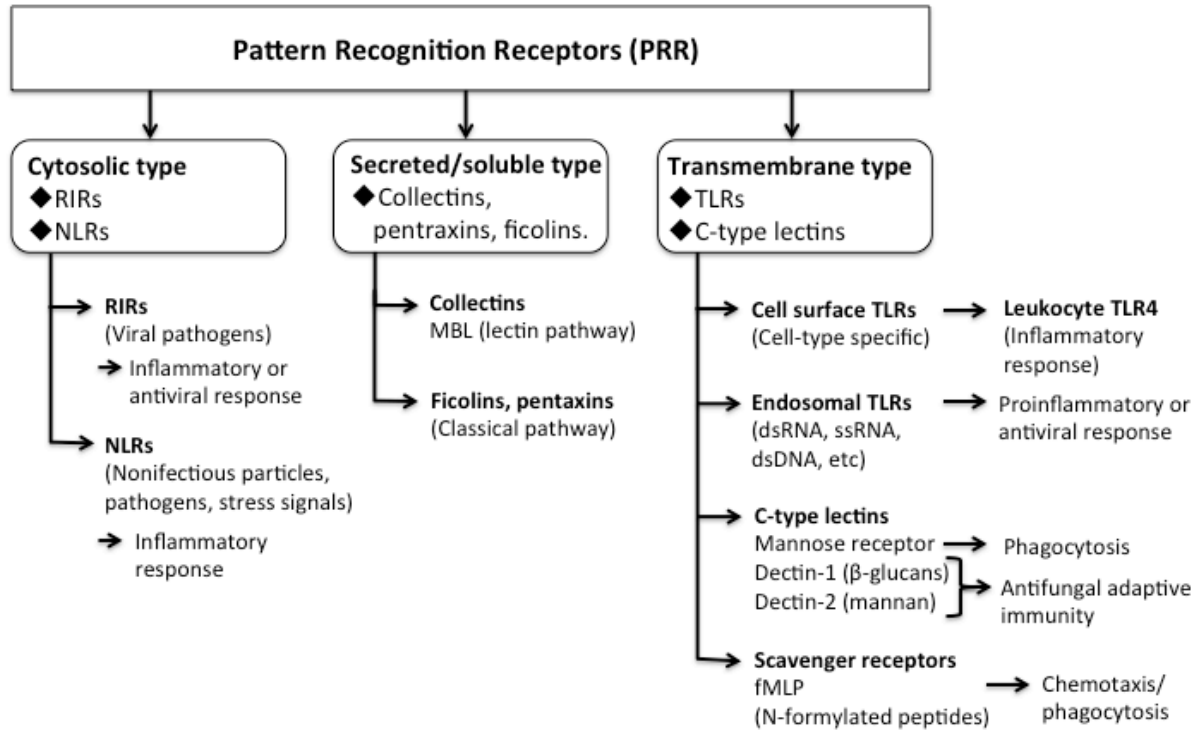 Pattern Recognition Receptors (PRR)
Cytosolic type
◆RIRs
◆NLRs
RIRs
(Viral pathogens)
Inflammatory or
antiviral response
NLRs
(Nonifectious particles,
pathogens, stress signals)
Inflammatory
response
Secreted/soluble type
◆Collectins,
pentraxins, ficolins.
Collectins
MBL (lectin pathway)
Ficolins, pentaxins
(Classical pathway)
Transmembrane type
◆TLRs
◆C-type lectins
Cell surface TLRs
(Cell-type specific)
Leukocyte TLR4
(Inflammatory
response)
Endosomal TLRs
(dsRNA, ssRNA,
dsDNA, etc)
Proinflammatory or
antiviral response
C-type lectins
Mannose receptor
Phagocytosis
Dectin-1 (β-glucans)
Dectin-2 (mannan)
Antifungal adaptive
immunity
Scavenger receptors
fMLP
(N-formylated peptides)
Chemotaxis/
phagocytosis